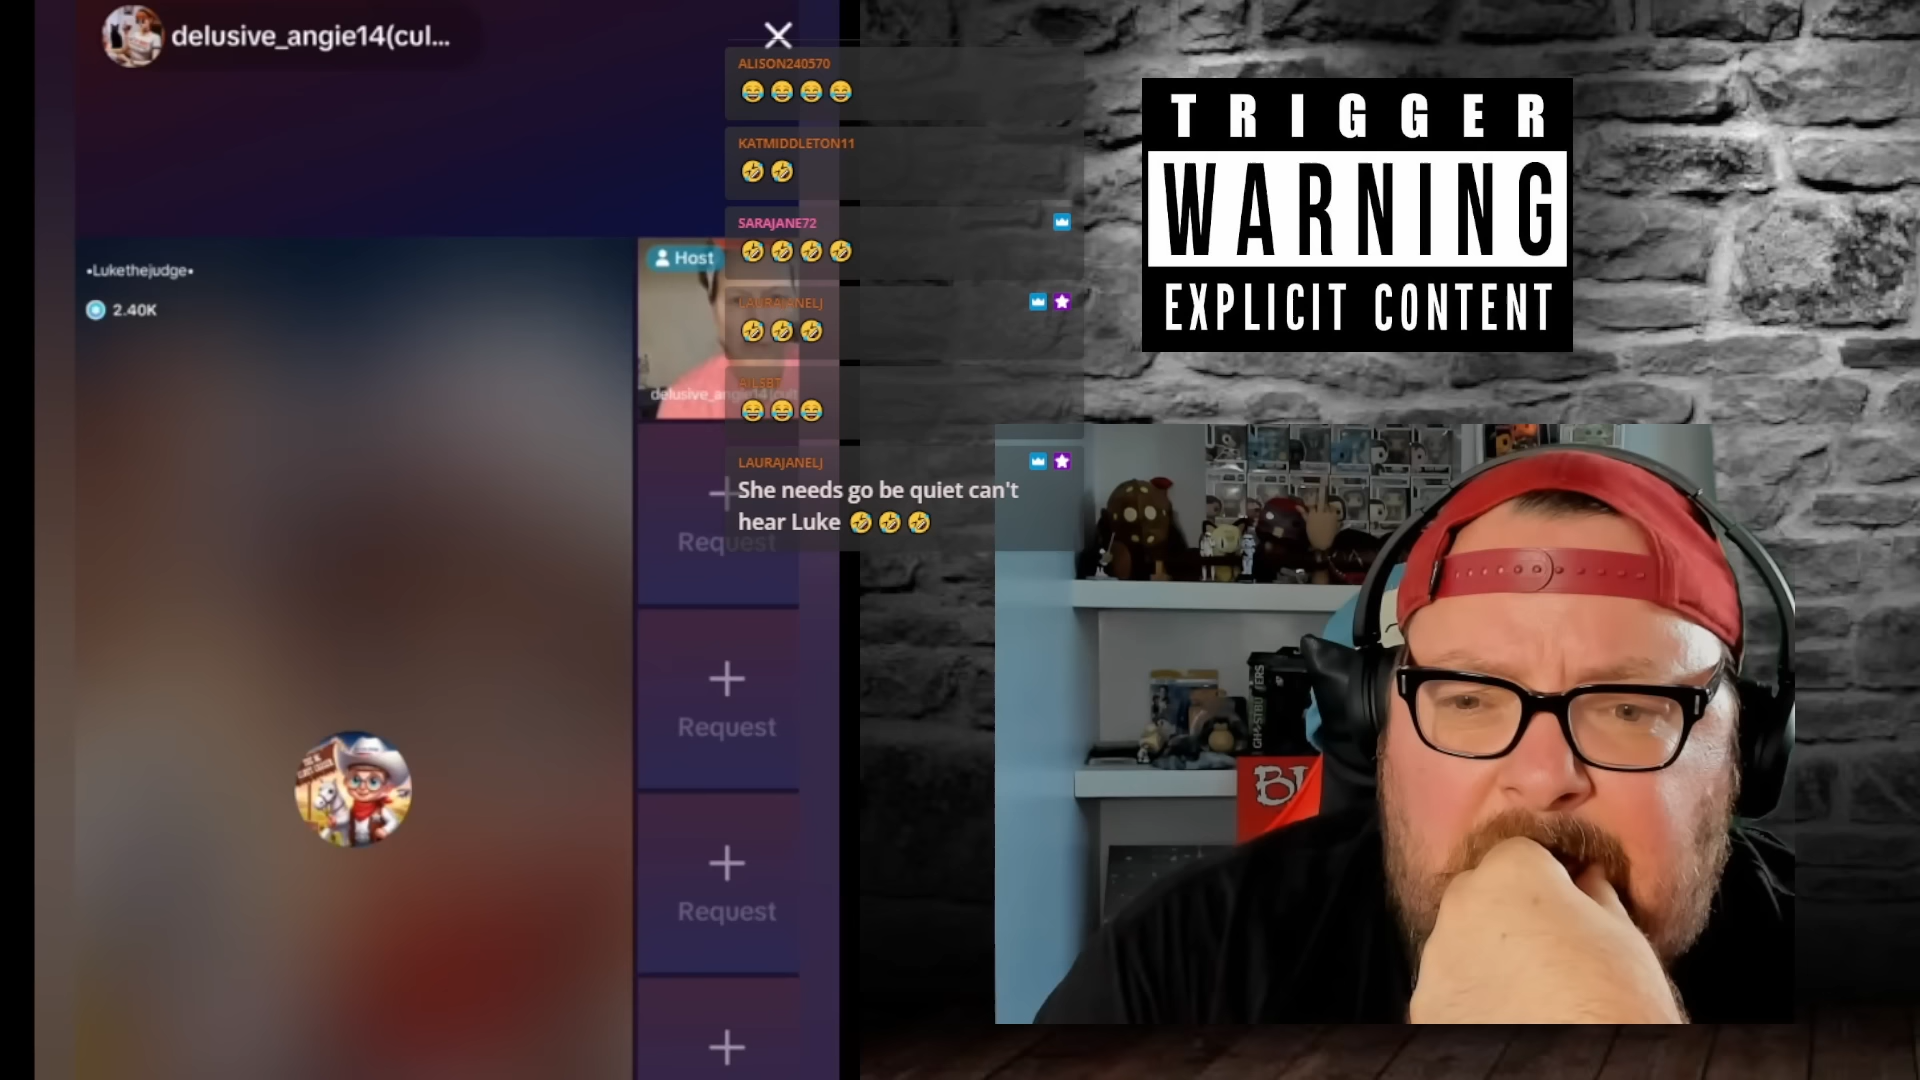 delusive_angie14(cul...
•Lukethejudge•
2.40K
Host
ALISON240570
😂😂😂😂
KATMIDDLETON11
🤣🤣
SARAJANE72
🤣🤣🤣🤣
LAURAJANELJ
🤣🤣🤣
😂😂😂
LAURAJANELJ
She needs go be quiet can't
hear Luke 🤣🤣🤣
Request
Request
Request
TRIGGER
WARNING
EXPLICIT CONTENT